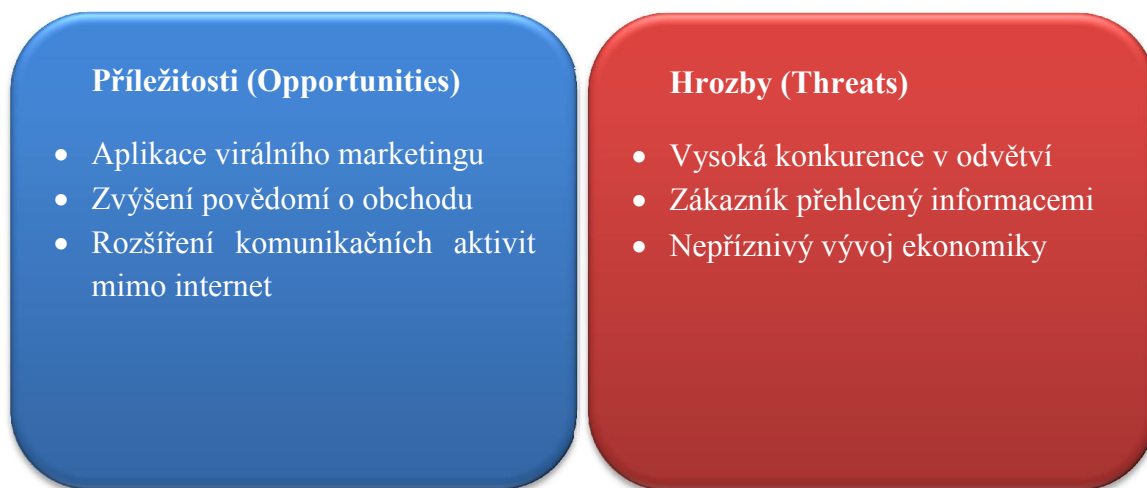 Příležitosti (Opportunities)
• Aplikace virálního marketingu
• Zvýšení povědomí o obchodu
• Rozšíření komunikačních aktivit
mimo internet
Hrozby (Threats)
• Vysoká konkurence v odvětví
• Zákazník přehlcený informacemi
• Nepříznivý vývoj ekonomiky